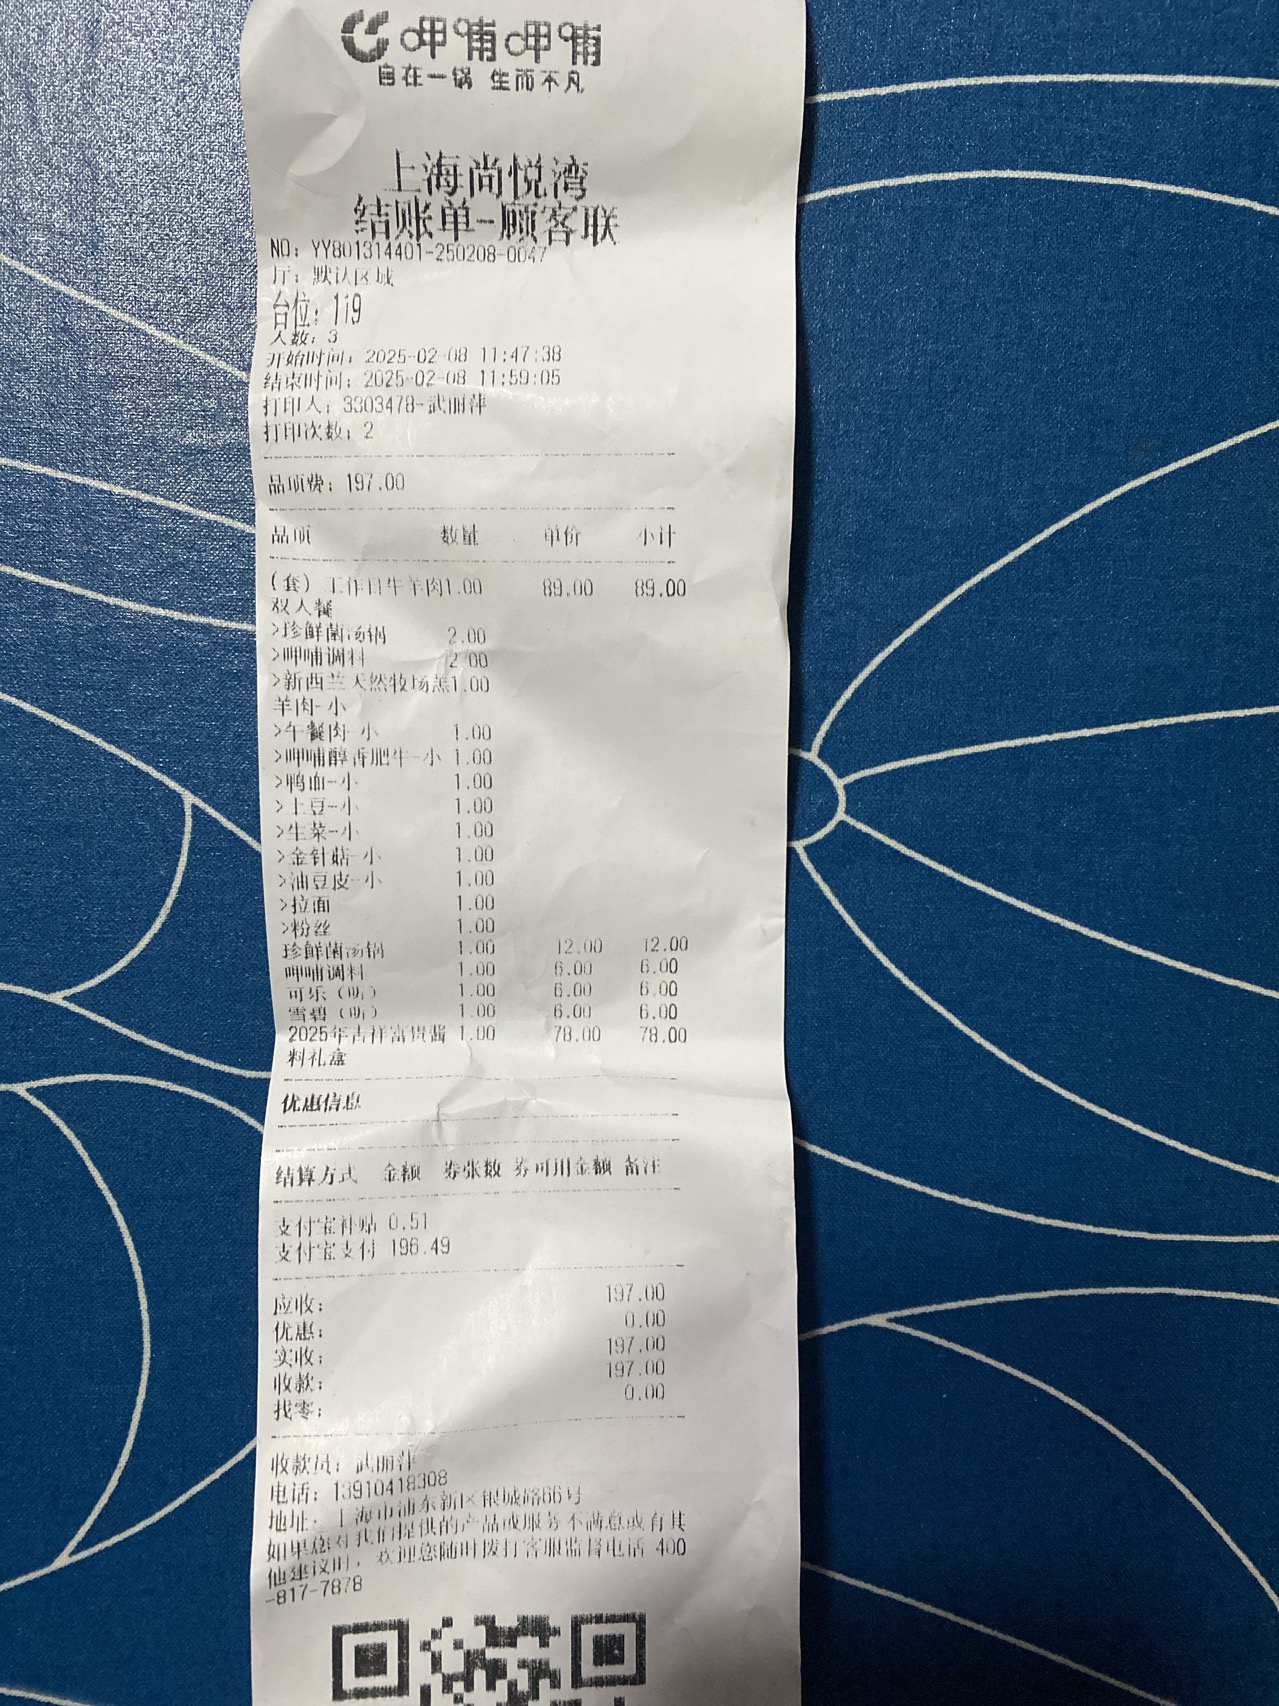 呷哺呷哺
自在一锅 生而不凡
上海尚悦湾
结账单-顾客联
NO: YY801314401-250208-0047
厅: 默认区域
台位: 119
人数: 3
开始时间: 2025-02-08 11:47:38
结束时间: 2025-02-08 11:59:05
打印人: 3303478-武丽萍
打印次数: 2
品项费: 197.00
品项 数量 单价 小计
(套) 工作日牛羊肉1.00 89.00 89.00
双人餐
>珍鲜菌汤锅 2.00
>呷哺调料 2.00
>新西兰天然牧场羔1.00
羊肉-小
>午餐肉-小 1.00
>呷哺醇香肥牛-小 1.00
>鸭血-小 1.00
>土豆-小 1.00
>生菜-小 1.00
>金针菇-小 1.00
>油豆皮-小 1.00
>拉面 1.00
>粉丝 1.00
珍鲜菌汤锅 1.00 12.00 12.00
呷哺调料 1.00 6.00 6.00
可乐 (听) 1.00 6.00 6.00
雪碧 (听) 1.00 6.00 6.00
2025年吉祥富贵酱 1.00 78.00 78.00
料礼盒
优惠信息
结算方式 金额 券张数 券可用金额 备注
支付宝补贴 0.51
支付宝支付 196.49
应收: 197.00
优惠: 0.00
实收: 197.00
收款: 197.00
找零: 0.00
收款员: 武丽萍
电话: 13910418308
地址: 上海市浦东新区银城路66号
如果您对我们提供的产品或服务不满意或有其
他建议时, 欢迎您随时拨打客服监督电话 400
-817-7878